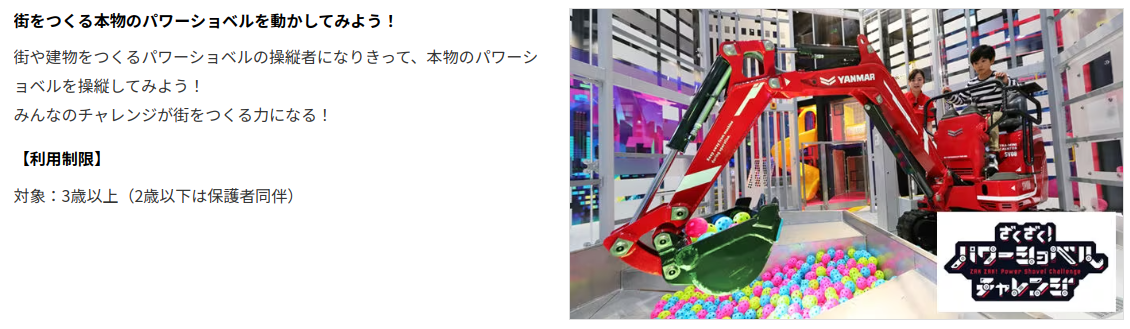 街をつくる本物のパワーショベルを動かしてみよう！
街や建物をつくるパワーショベルの操縦者になりきって、本物のパワーシ
ョベルを操縦してみよう！
みんなのチャレンジが街をつくる力になる！
【利用制限】
対象：3歳以上（2歳以下は保護者同伴）
YANMAR
ざくざく!
パワーショベル
ZAK ZAK! Power Shovel Challenge
チャレンジ